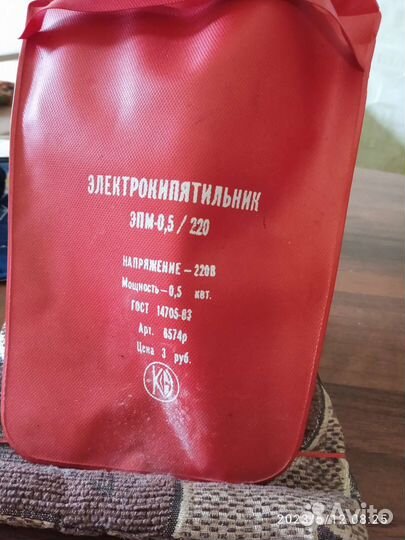 ЭЛЕКТРОКИПЯТИЛЬНИК
ЭПМ-0,5 / 220
НАПРЯЖЕНИЕ — 220В
Мощность — 0,5 квт.
ГОСТ 14705-83
Арт. 6574р
Цена 3 руб.
Avito